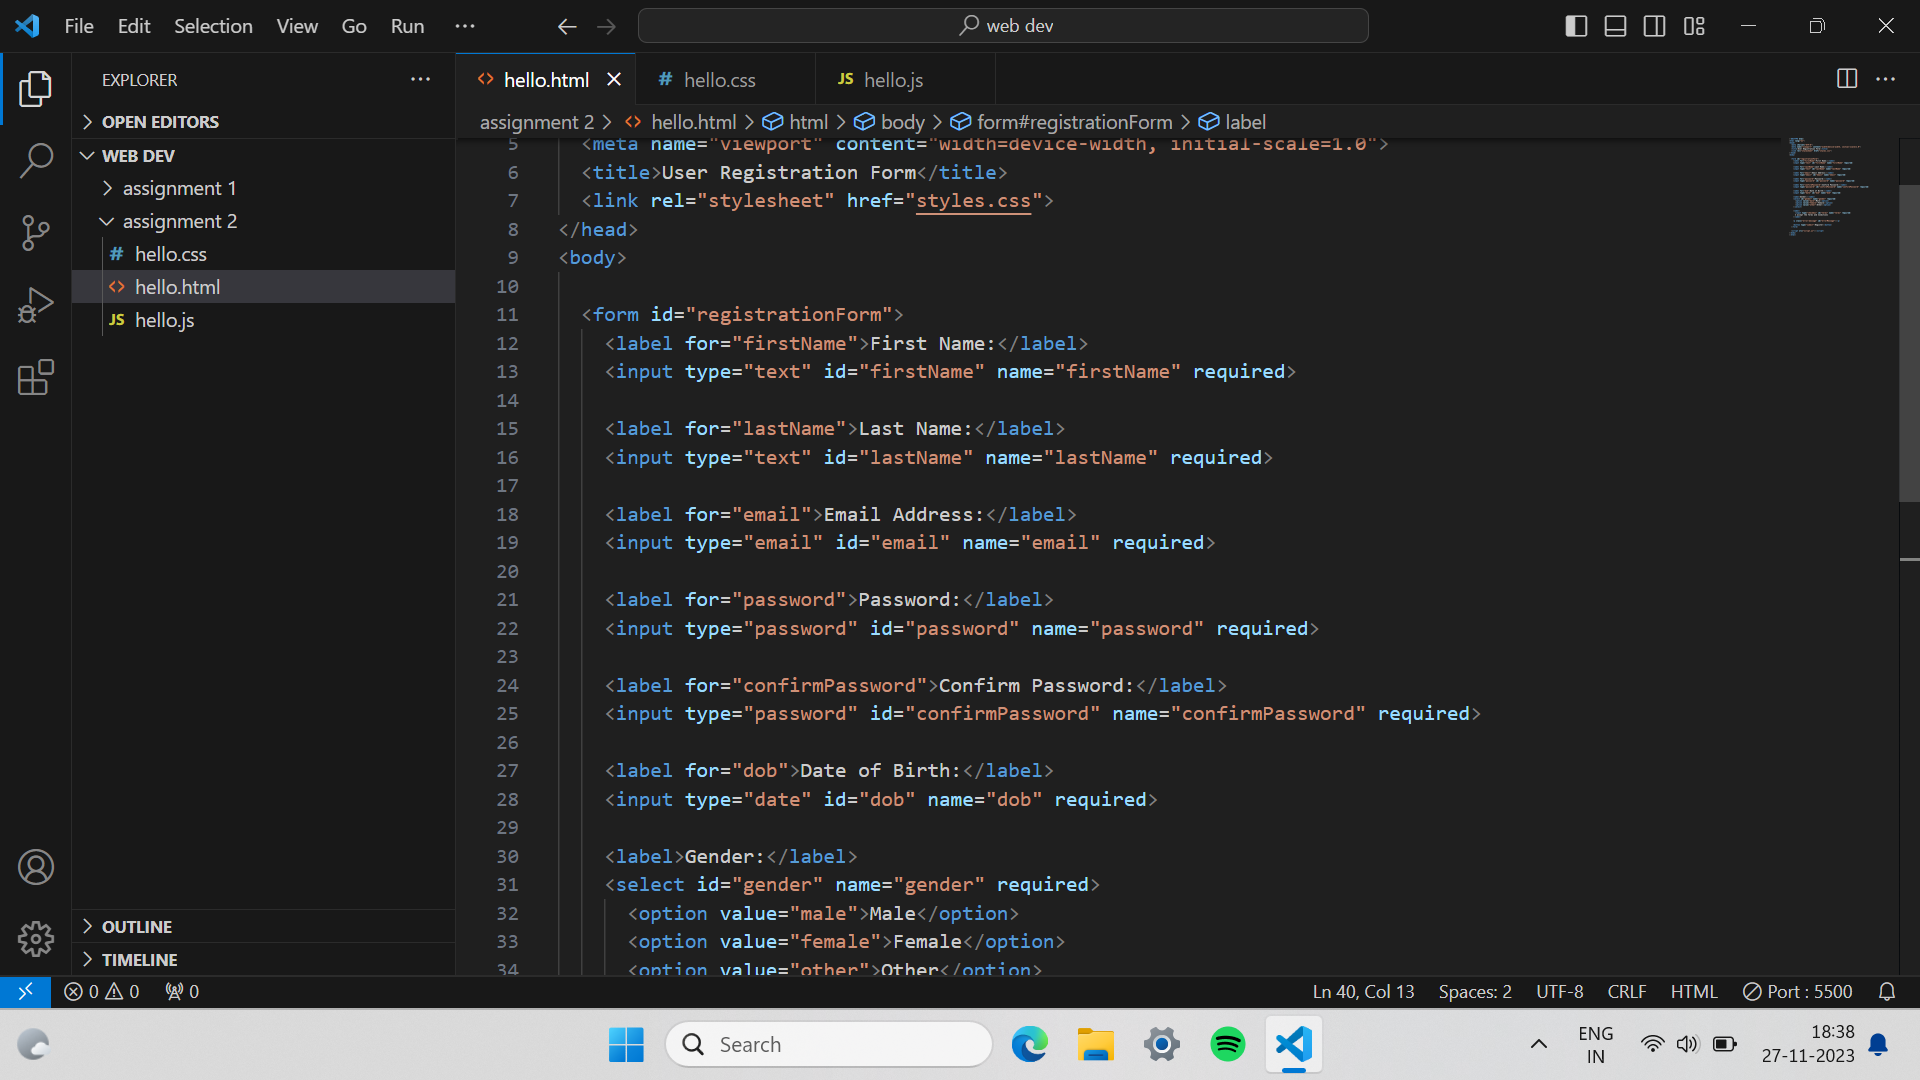 File Edit Selection View Go Run ··· web dev
EXPLORER ···
OPEN EDITORS
WEB DEV
assignment 1
assignment 2
# hello.css
<> hello.html
JS hello.js
OUTLINE
TIMELINE
<> hello.html # hello.css JS hello.js
assignment 2 > <> hello.html > html > body > form#registrationForm > label
5 <meta name="viewport" content="width=device-width, initial-scale=1.0">
6 <title>User Registration Form</title>
7 <link rel="stylesheet" href="styles.css">
8 </head>
9 <body>
10
11 <form id="registrationForm">
12 <label for="firstName">First Name:</label>
13 <input type="text" id="firstName" name="firstName" required>
14
15 <label for="lastName">Last Name:</label>
16 <input type="text" id="lastName" name="lastName" required>
17
18 <label for="email">Email Address:</label>
19 <input type="email" id="email" name="email" required>
20
21 <label for="password">Password:</label>
22 <input type="password" id="password" name="password" required>
23
24 <label for="confirmPassword">Confirm Password:</label>
25 <input type="password" id="confirmPassword" name="confirmPassword" required>
26
27 <label for="dob">Date of Birth:</label>
28 <input type="date" id="dob" name="dob" required>
29
30 <label>Gender:</label>
31 <select id="gender" name="gender" required>
32 <option value="male">Male</option>
33 <option value="female">Female</option>
34 <option value="other">Other</option>
0 0 0 Ln 40, Col 13 Spaces: 2 UTF-8 CRLF HTML Port : 5500
Search
ENG
IN
18:38
27-11-2023